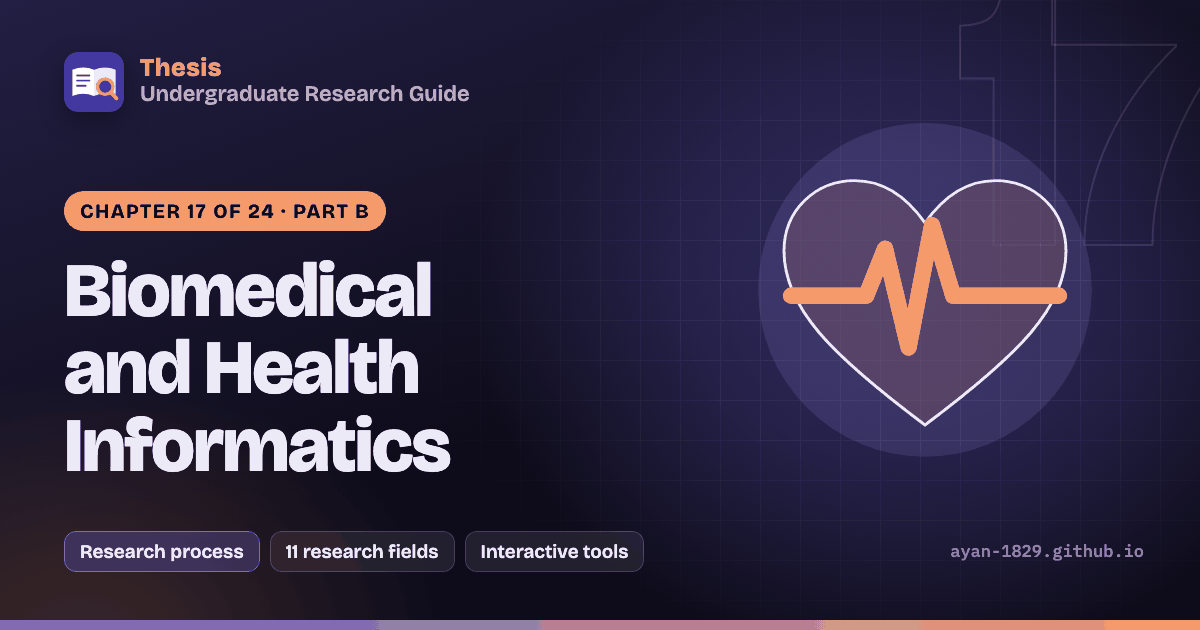 Thesis
Undergraduate Research Guide
CHAPTER 17 OF 24 · PART B
Biomedical
and Health
Informatics
Research process
11 research fields
Interactive tools
ayan-1829.github.io
17